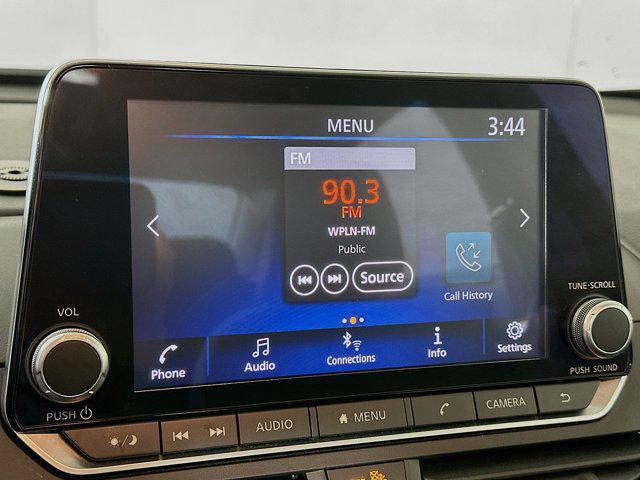 MENU
3:44
FM
90.3
FM
WPLN-FM
Public
Source
Call History
Phone
Audio
Connections
Info
Settings
VOL
PUSH
TUNE·SCROLL
PUSH SOUND
AUDIO
MENU
CAMERA